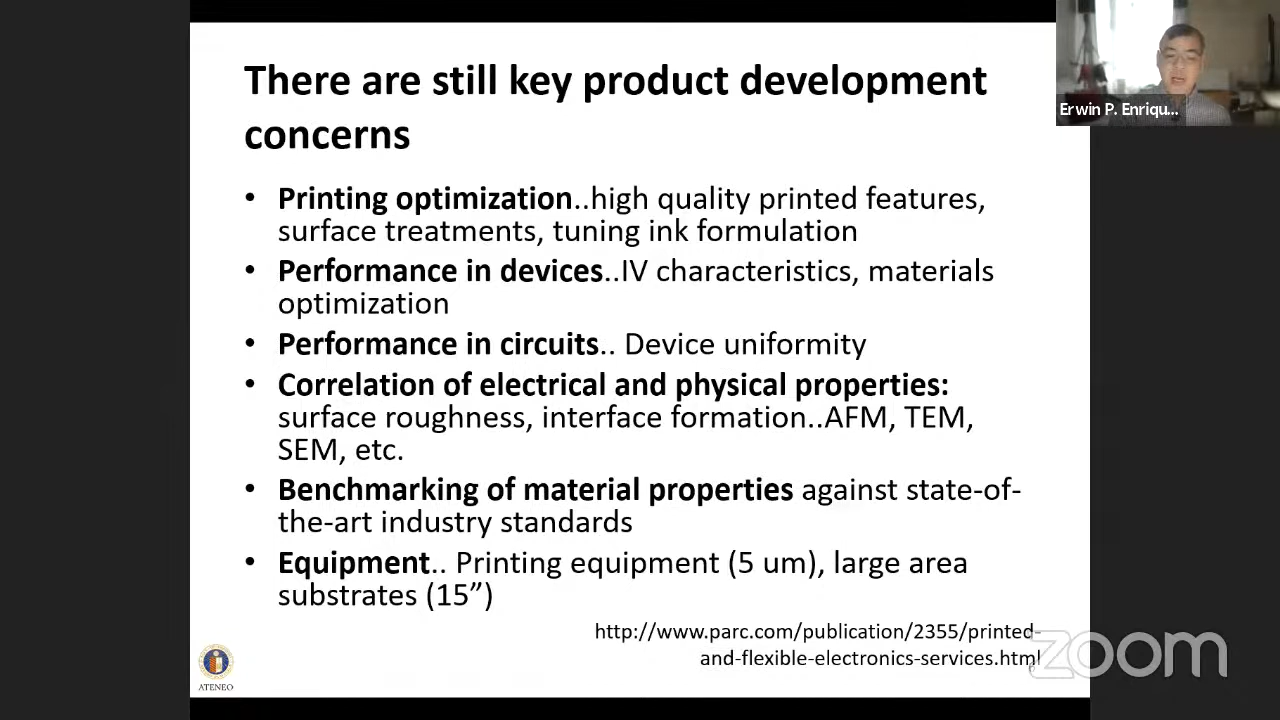 There are still key product development
concerns
• Printing optimization..high quality printed features,
surface treatments, tuning ink formulation
• Performance in devices..IV characteristics, materials
optimization
• Performance in circuits.. Device uniformity
• Correlation of electrical and physical properties:
surface roughness, interface formation..AFM, TEM,
SEM, etc.
• Benchmarking of material properties against state-of-
the-art industry standards
• Equipment.. Printing equipment (5 um), large area
substrates (15”)
http://www.parc.com/publication/2355/printed-
and-flexible-electronics-services.html
ATENEO
Erwin P. Enriqu...
zoom